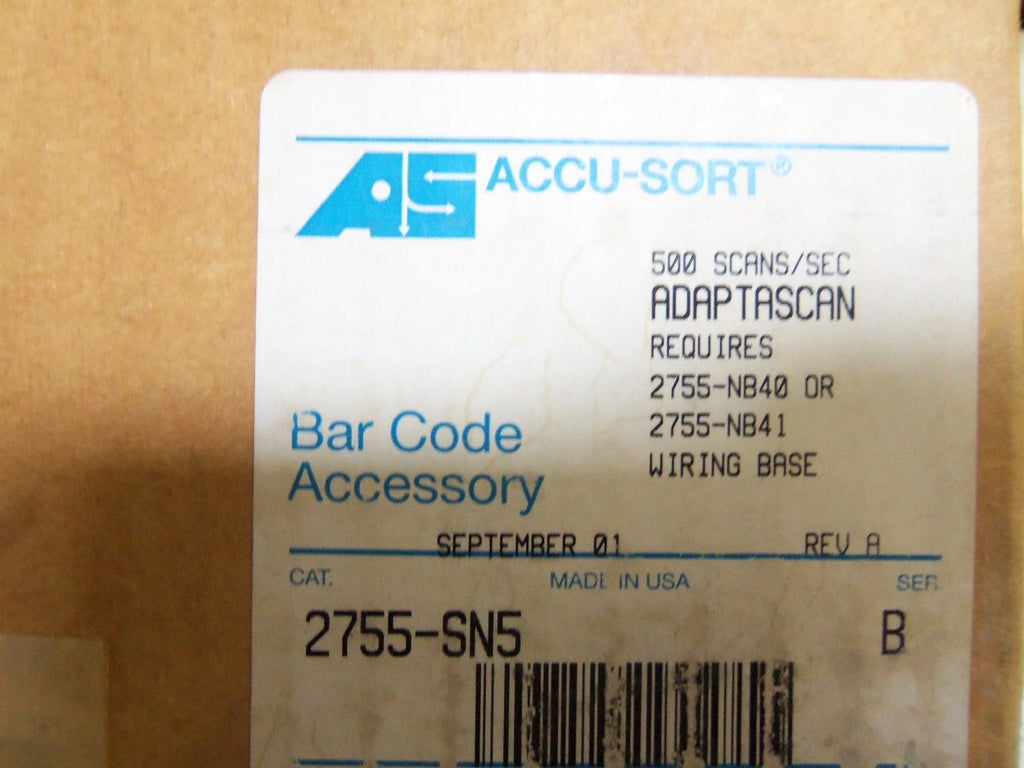 AS ACCU-SORT®
500 SCANS/SEC
ADAPTASCAN
REQUIRES
2755-NB40 OR
2755-NB41
WIRING BASE
Bar Code
Accessory
SEPTEMBER 01 REV A
CAT. MADE IN USA SER.
2755-SN5 B